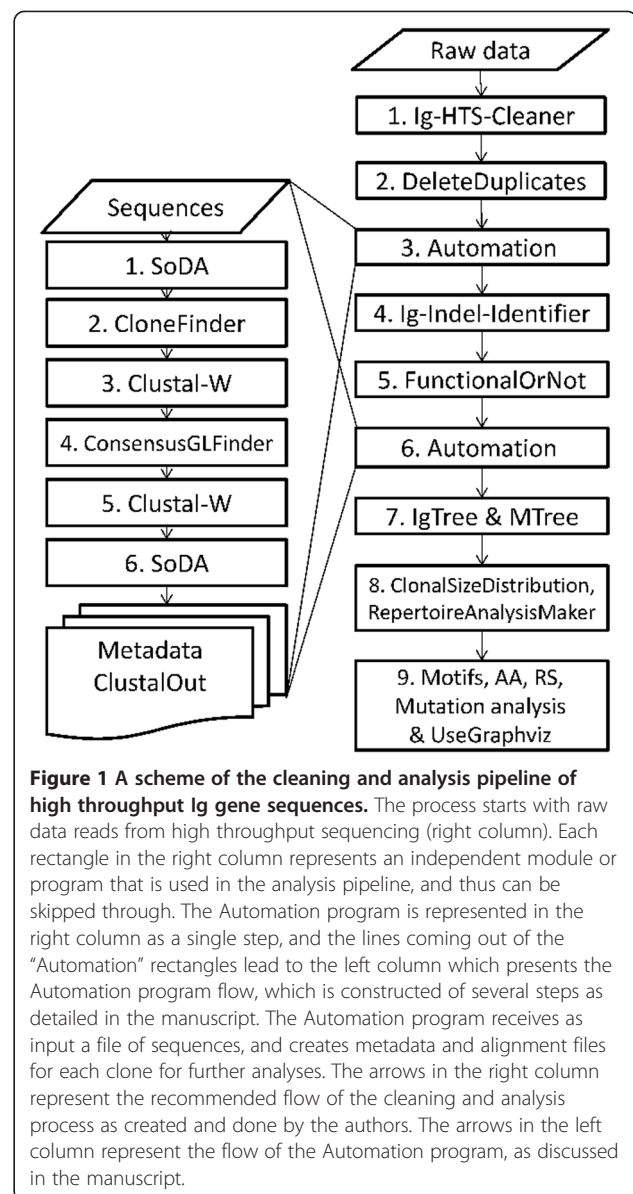 Raw data
1. Ig-HTS-Cleaner
2. DeleteDuplicates
3. Automation
4. Ig-Indel-Identifier
5. FunctionalOrNot
6. Automation
7. IgTree & MTree
8. ClonalSizeDistribution,
RepertoireAnalysisMaker
9. Motifs, AA, RS,
Mutation analysis
& UseGraphviz
Sequences
1. SoDA
2. CloneFinder
3. Clustal-W
4. ConsensusGLFinder
5. Clustal-W
6. SoDA
Metadata
ClustalOut
Figure 1 A scheme of the cleaning and analysis pipeline of
high throughput Ig gene sequences. The process starts with raw
data reads from high throughput sequencing (right column). Each
rectangle in the right column represents an independent module or
program that is used in the analysis pipeline, and thus can be
skipped through. The Automation program is represented in the
right column as a single step, and the lines coming out of the
“Automation” rectangles lead to the left column which presents the
Automation program flow, which is constructed of several steps as
detailed in the manuscript. The Automation program receives as
input a file of sequences, and creates metadata and alignment files
for each clone for further analyses. The arrows in the right column
represent the recommended flow of the cleaning and analysis
process as created and done by the authors. The arrows in the left
column represent the flow of the Automation program, as discussed
in the manuscript.